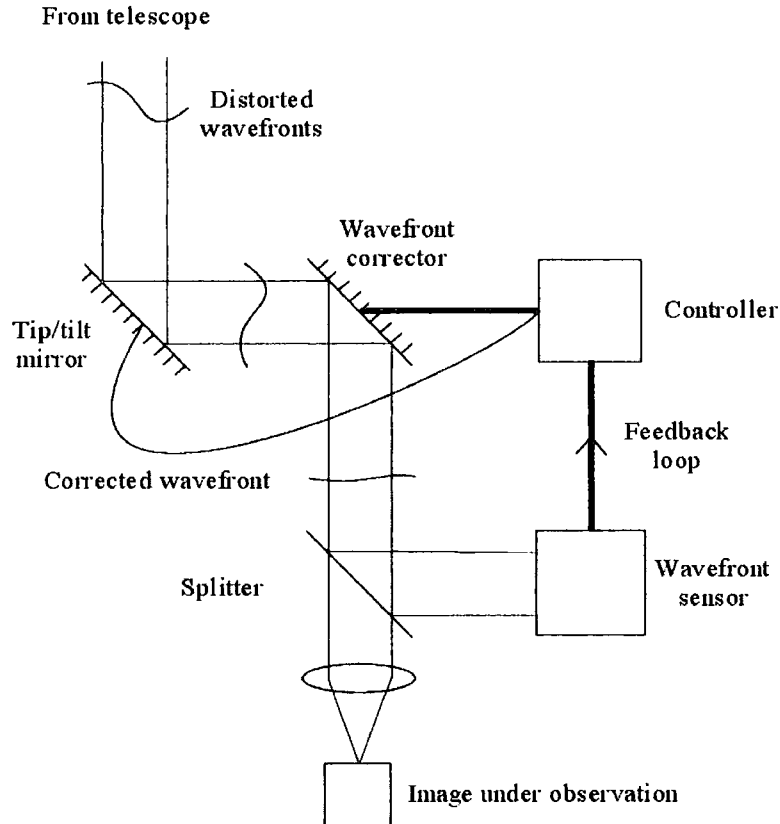 From telescope
Distorted
wavefronts
Wavefront
corrector
Tip/tilt
mirror
Controller
Feedback
loop
Corrected wavefront
Splitter
Wavefront
sensor
Image under observation